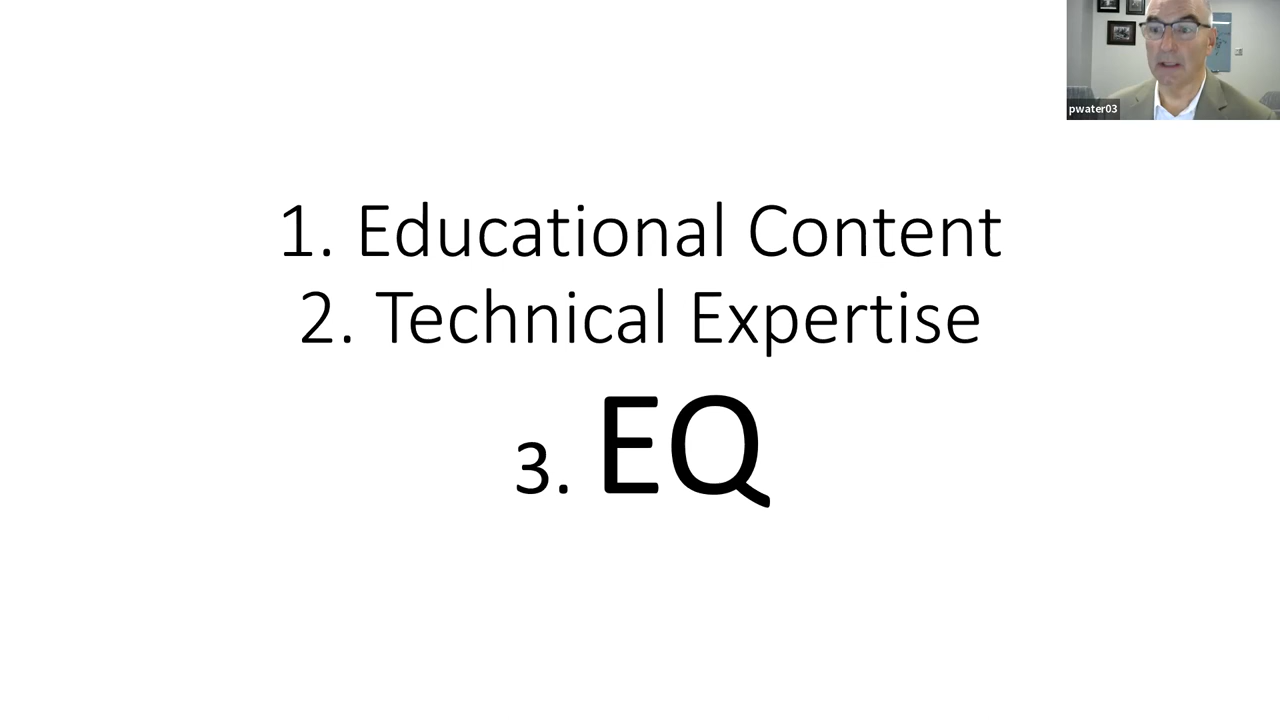 pwater03
1. Educational Content
2. Technical Expertise
3. EQ